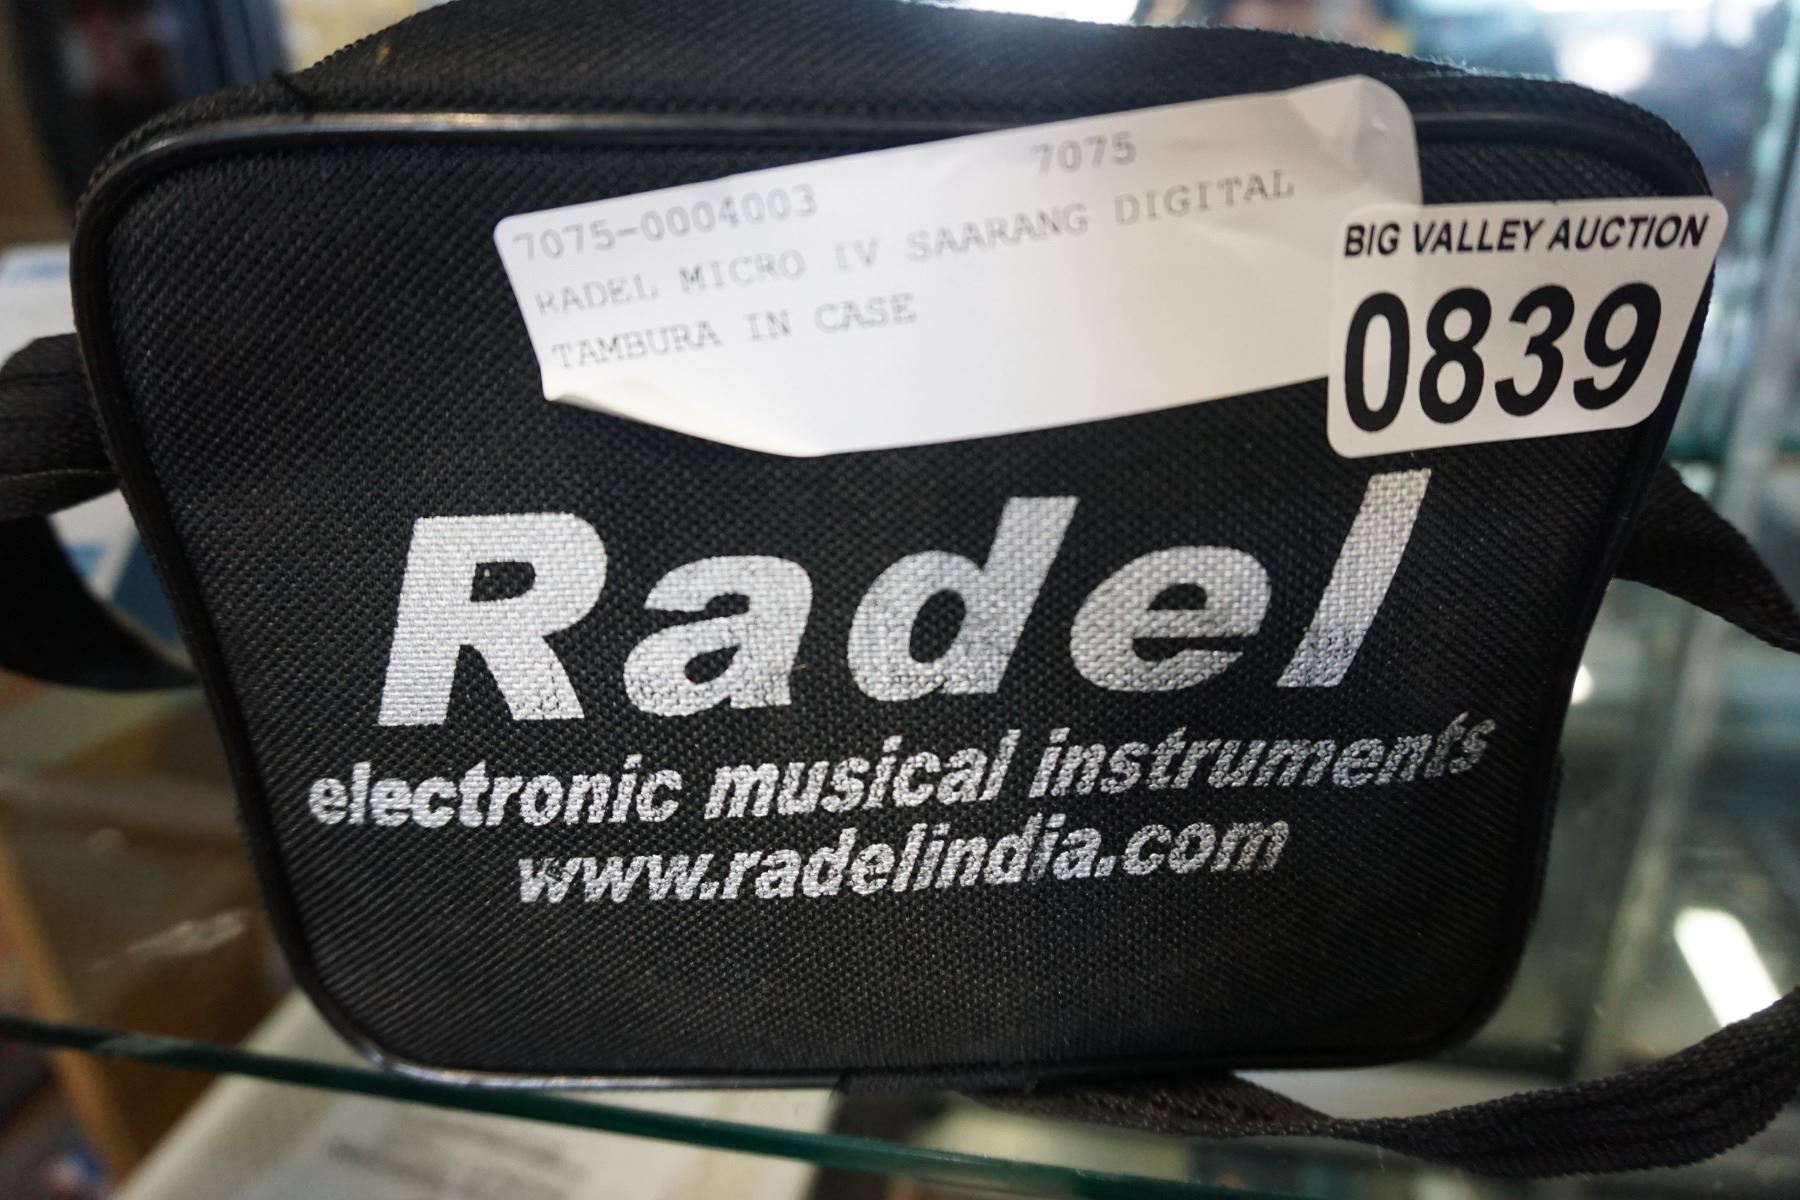 7075-0004003 7075
RADEL MICRO IV SAARANG DIGITAL
TAMBURA IN CASE
BIG VALLEY AUCTION
0839
Radel
electronic musical instruments
www.radelindia.com